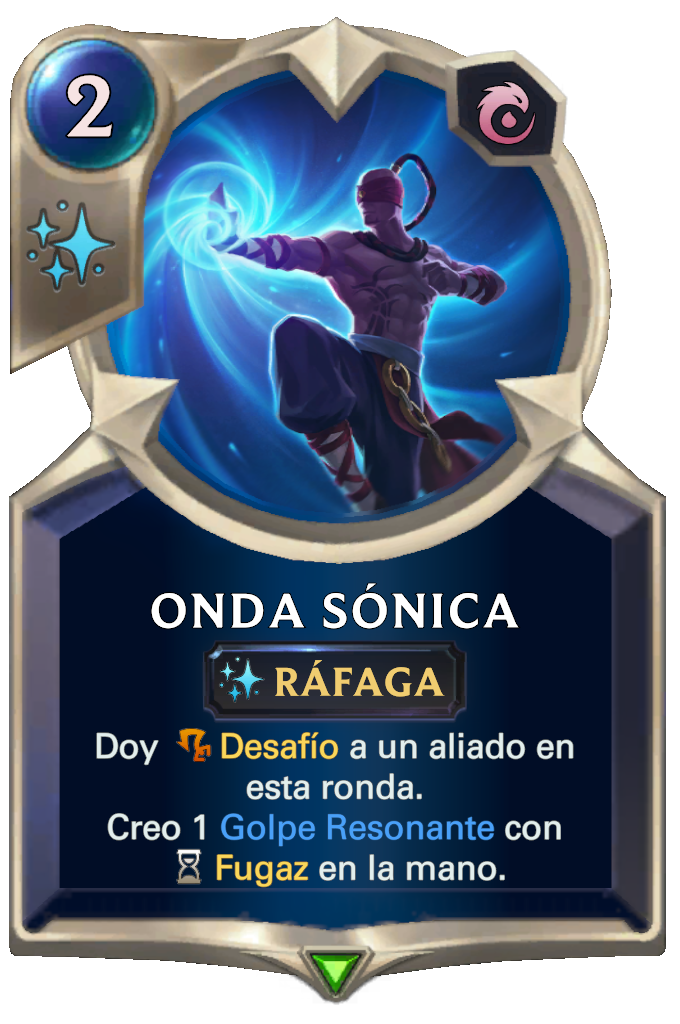 2
ONDA SÓNICA
RÁFAGA
Doy Desafío a un aliado en
esta ronda.
Creo 1 Golpe Resonante con
Fugaz en la mano.